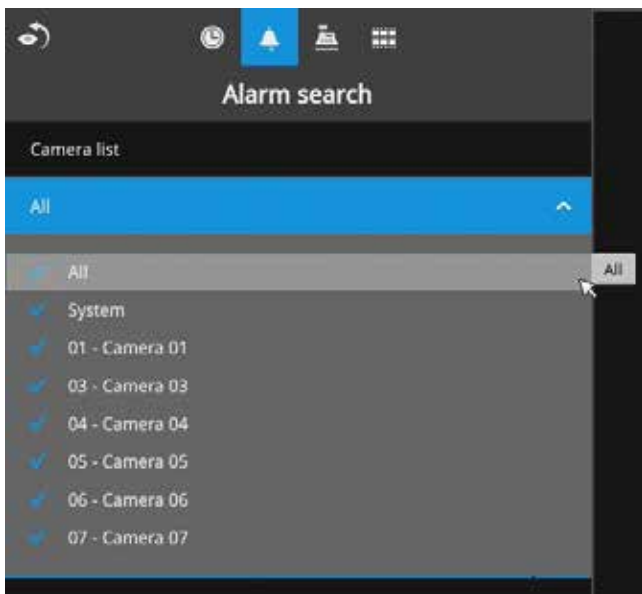 Alarm search
Camera list
All
All
All
System
01 - Camera 01
03 - Camera 03
04 - Camera 04
05 - Camera 05
06 - Camera 06
07 - Camera 07